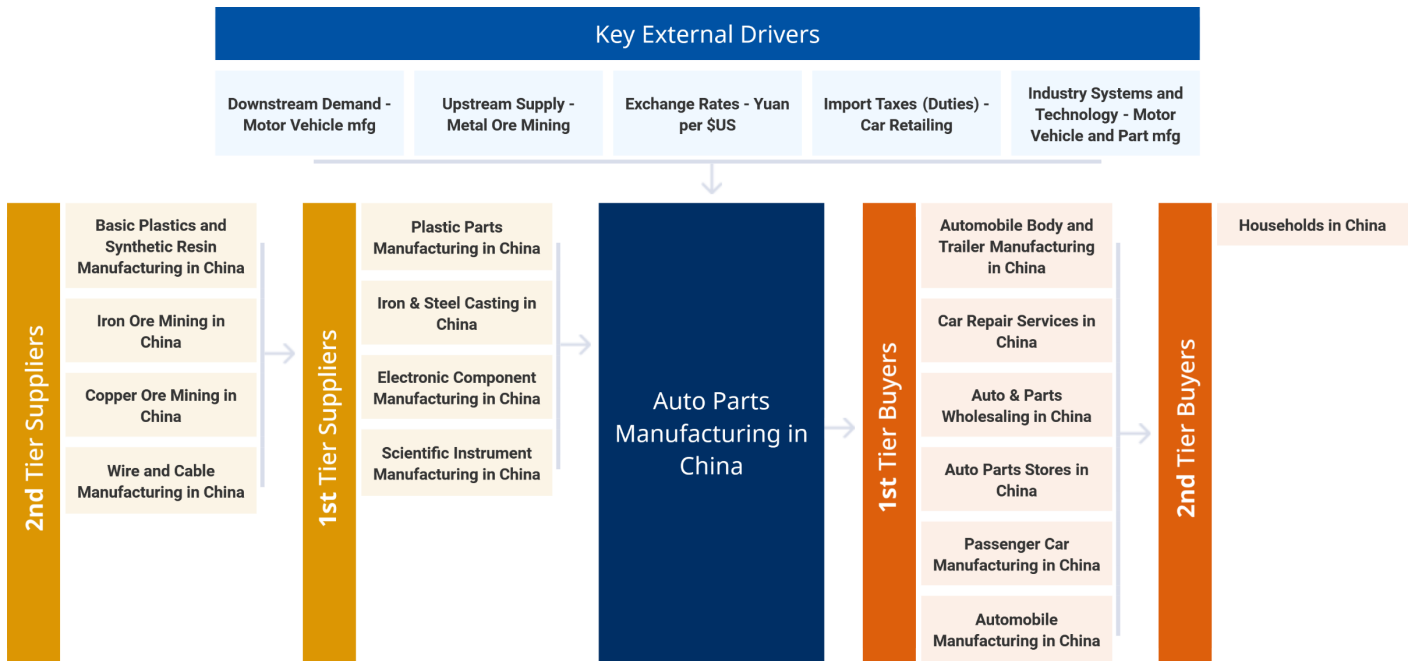 Key External Drivers
Downstream Demand -
Motor Vehicle mfg
Upstream Supply -
Metal Ore Mining
Exchange Rates - Yuan
per $US
Import Taxes (Duties) -
Car Retailing
Industry Systems and
Technology - Motor
Vehicle and Part mfg
2nd Tier Suppliers
Basic Plastics and
Synthetic Resin
Manufacturing in China
Iron Ore Mining in
China
Copper Ore Mining in
China
Wire and Cable
Manufacturing in China
1st Tier Suppliers
Plastic Parts
Manufacturing in China
Iron & Steel Casting in
China
Electronic Component
Manufacturing in China
Scientific Instrument
Manufacturing in China
Auto Parts
Manufacturing in
China
1st Tier Buyers
Automobile Body and
Trailer Manufacturing
in China
Car Repair Services in
China
Auto & Parts
Wholesaling in China
Auto Parts Stores in
China
Passenger Car
Manufacturing in China
Automobile
Manufacturing in China
2nd Tier Buyers
Households in China